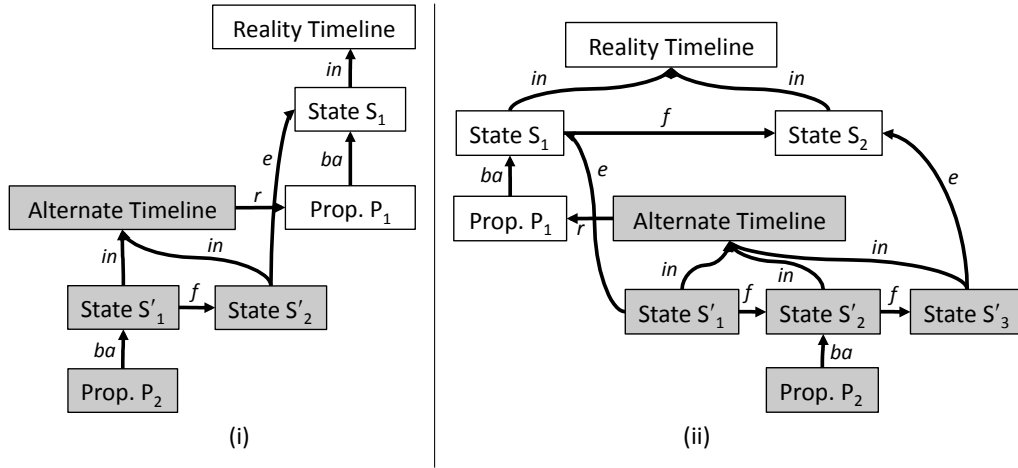 Reality Timeline
in
State S₁
e
ba
Alternate Timeline
r
Prop. P₁
in
in
State S′₁
f
State S′₂
ba
Prop. P₂
(i)
Reality Timeline
in
in
State S₁
f
State S₂
ba
e
e
Prop. P₁
r
Alternate Timeline
in
in
in
State S′₁
f
State S′₂
f
State S′₃
ba
Prop. P₂
(ii)